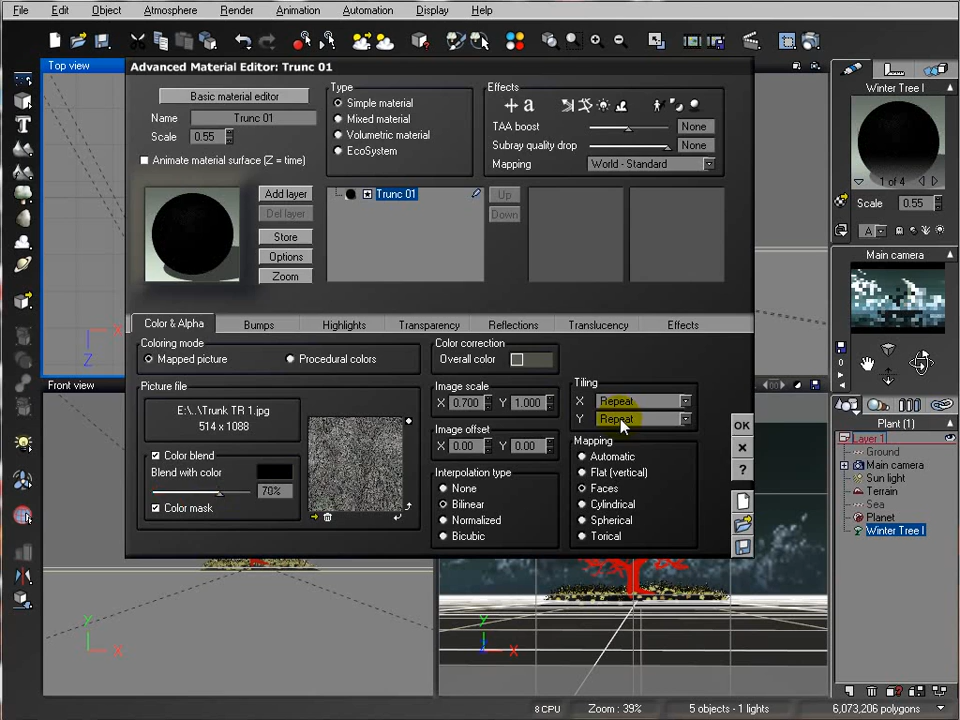 File Edit Object Atmosphere Render Animation Automation Display Help
Top view
Advanced Material Editor: Trunc 01
Basic material editor
Name Trunc 01
Scale 0.55
Animate material surface (Z = time)
Type
Simple material
Mixed material
Volumetric material
EcoSystem
Effects
TAA boost None
Subray quality drop None
Mapping World - Standard
Add layer
Del layer
Store
Options
Zoom
Trunc 01
Up
Down
Color & Alpha Bumps Highlights Transparency Reflections Translucency Effects
Coloring mode
Mapped picture Procedural colors
Picture file
E:\..\Trunk TR 1.jpg
514 x 1088
Color blend
Blend with color
70%
Color mask
Color correction
Overall color
Image scale
X 0.700 Y 1.000
Image offset
X 0.00 Y 0.00
Interpolation type
None
Bilinear
Normalized
Bicubic
Tiling
X Repeat
Y Repeat
Mapping
Automatic
Flat (vertical)
Faces
Cylindrical
Spherical
Torical
OK
?
Winter Tree I
1 of 4
Scale 0.55
A
Main camera
Front view
Plant (1)
Layer 1
Ground
Main camera
Sun light
Terrain
Sea
Planet
Winter Tree I
X
Z
Y
X
Y
X
8 CPU Zoom : 39% 5 objects - 1 lights 6,073,206 polygons